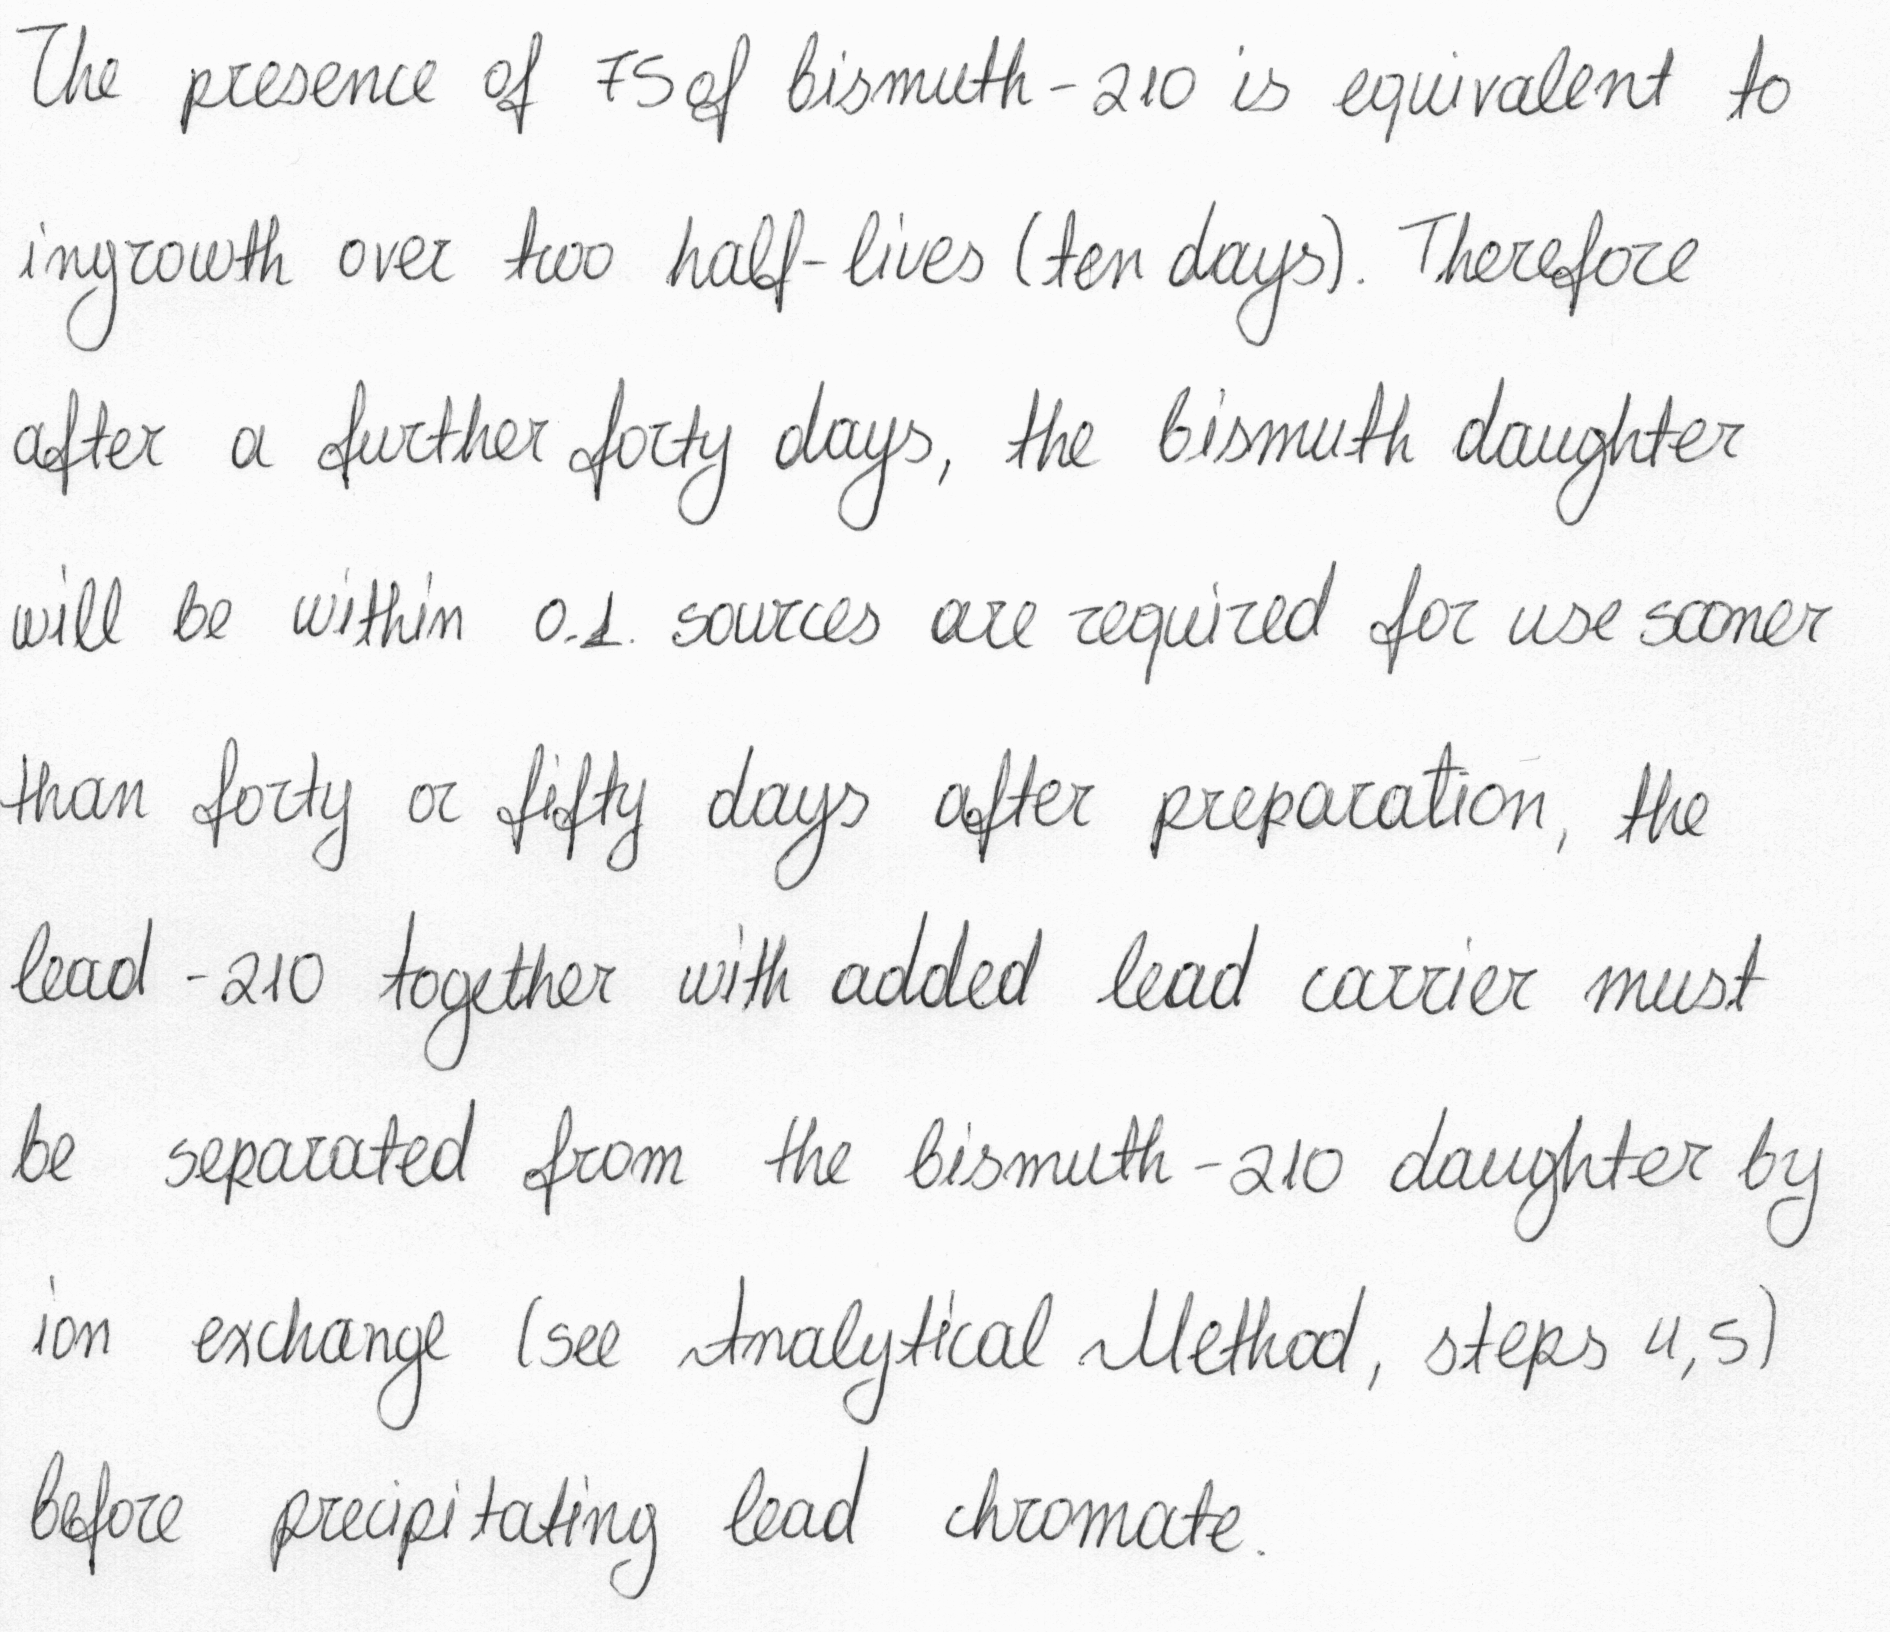 The presence of 75 of bismuth-210 is equivalent to
ingrowth over two half-lives (ten days). Therefore
after a further forty days, the bismuth daughter
will be within 0.1. sources are required for use sooner
than forty or fifty days after preparation, the
lead -210 together with added lead carrier must
be separated from the bismuth -210 daughter by
ion exchange (see Analytical Method, steps 4,5)
before precipitating lead chromate.